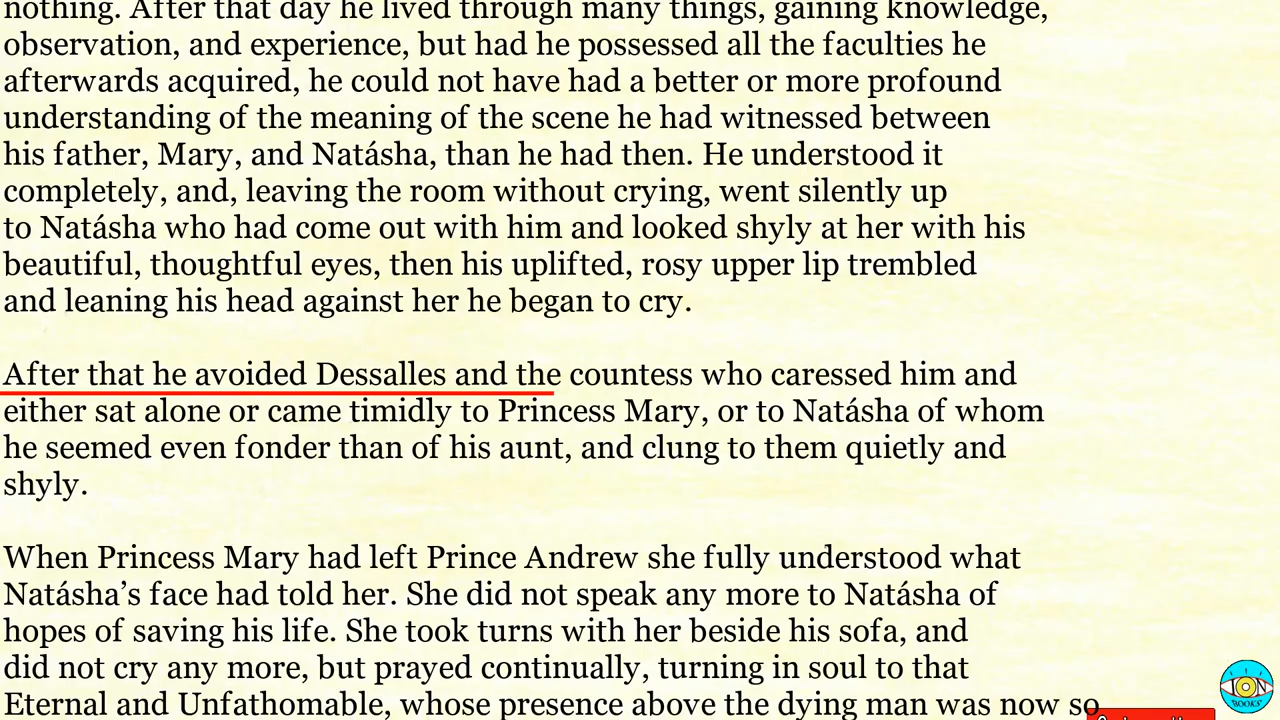 nothing. After that day he lived through many things, gaining knowledge,
observation, and experience, but had he possessed all the faculties he
afterwards acquired, he could not have had a better or more profound
understanding of the meaning of the scene he had witnessed between
his father, Mary, and Natásha, than he had then. He understood it
completely, and, leaving the room without crying, went silently up
to Natásha who had come out with him and looked shyly at her with his
beautiful, thoughtful eyes, then his uplifted, rosy upper lip trembled
and leaning his head against her he began to cry.
After that he avoided Dessalles and the countess who caressed him and
either sat alone or came timidly to Princess Mary, or to Natásha of whom
he seemed even fonder than of his aunt, and clung to them quietly and
shyly.
When Princess Mary had left Prince Andrew she fully understood what
Natásha’s face had told her. She did not speak any more to Natásha of
hopes of saving his life. She took turns with her beside his sofa, and
did not cry any more, but prayed continually, turning in soul to that
Eternal and Unfathomable, whose presence above the dying man was now so
ION
BOOKS